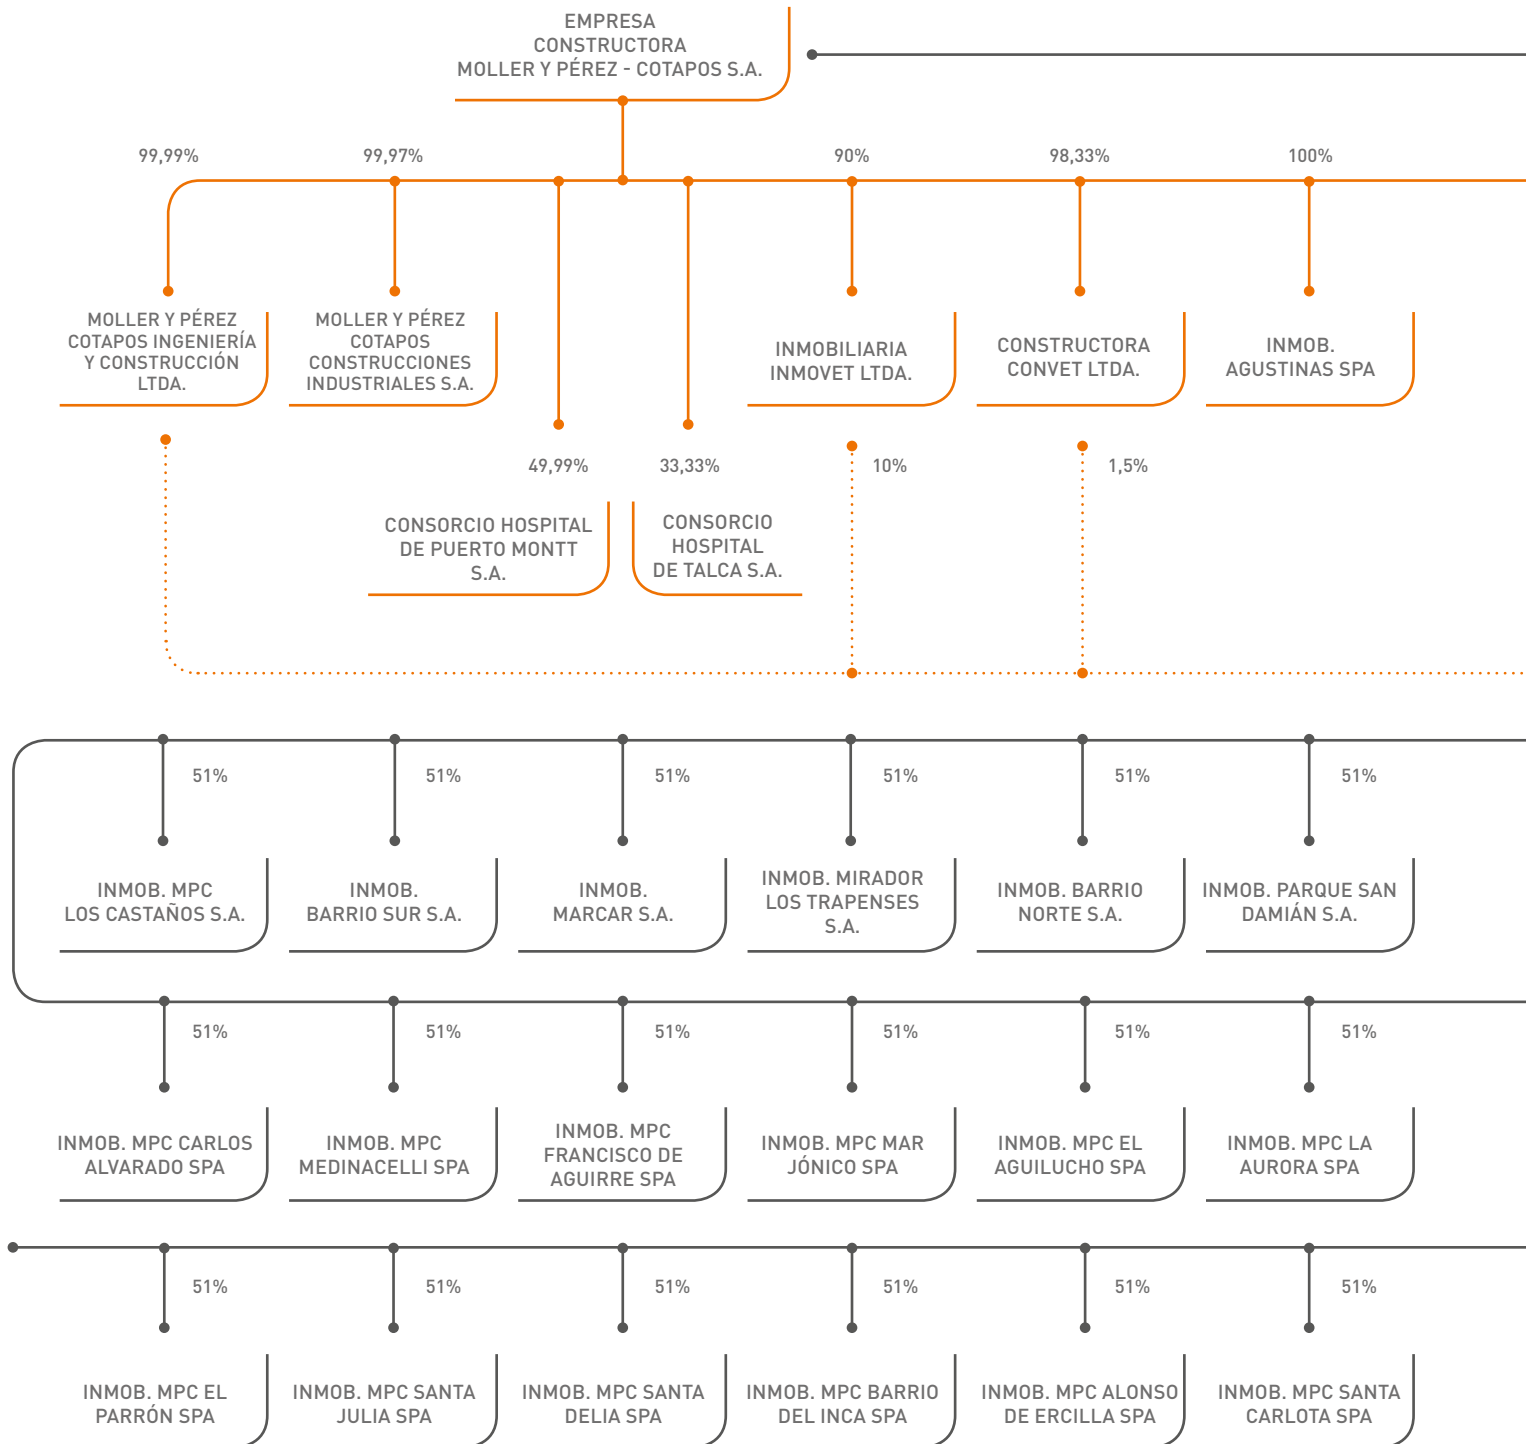 EMPRESA
CONSTRUCTORA
MOLLER Y PÉREZ - COTAPOS S.A.
99,99%
99,97%
90%
98,33%
100%
MOLLER Y PÉREZ
COTAPOS INGENIERÍA
Y CONSTRUCCIÓN
LTDA.
MOLLER Y PÉREZ
COTAPOS
CONSTRUCCIONES
INDUSTRIALES S.A.
INMOBILIARIA
INMOVET LTDA.
CONSTRUCTORA
CONVET LTDA.
INMOB.
AGUSTINAS SPA
49,99%
33,33%
10%
1,5%
CONSORCIO HOSPITAL
DE PUERTO MONTT
S.A.
CONSORCIO
HOSPITAL
DE TALCA S.A.
51%
51%
51%
51%
51%
51%
INMOB. MPC
LOS CASTAÑOS S.A.
INMOB.
BARRIO SUR S.A.
INMOB.
MARCAR S.A.
INMOB. MIRADOR
LOS TRAPENSES
S.A.
INMOB. BARRIO
NORTE S.A.
INMOB. PARQUE SAN
DAMIÁN S.A.
51%
51%
51%
51%
51%
51%
INMOB. MPC CARLOS
ALVARADO SPA
INMOB. MPC
MEDINACELLI SPA
INMOB. MPC
FRANCISCO DE
AGUIRRE SPA
INMOB. MPC MAR
JÓNICO SPA
INMOB. MPC EL
AGUILUCHO SPA
INMOB. MPC LA
AURORA SPA
51%
51%
51%
51%
51%
51%
INMOB. MPC EL
PARRÓN SPA
INMOB. MPC SANTA
JULIA SPA
INMOB. MPC SANTA
DELIA SPA
INMOB. MPC BARRIO
DEL INCA SPA
INMOB. MPC ALONSO
DE ERCILLA SPA
INMOB. MPC SANTA
CARLOTA SPA